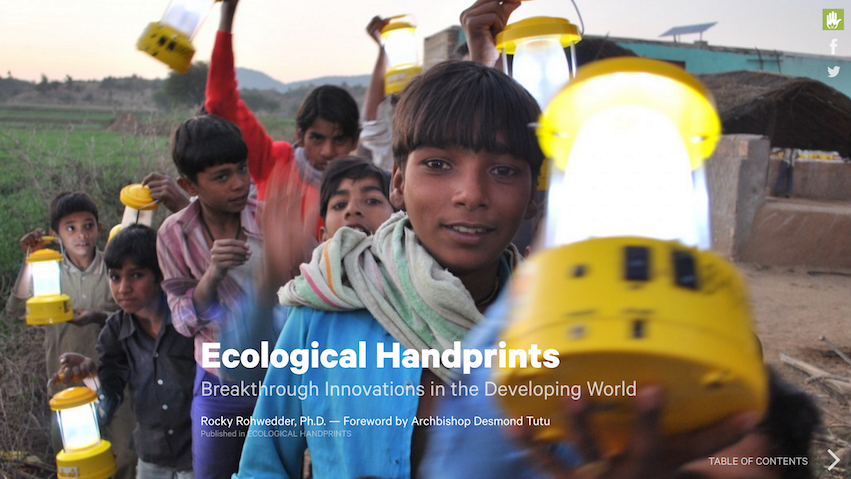 Ecological Handprints
Breakthrough Innovations in the Developing World
Rocky Rohwedder, Ph.D. — Foreword by Archbishop Desmond Tutu
Published in ECOLOGICAL HANDPRINTS
TABLE OF CONTENTS